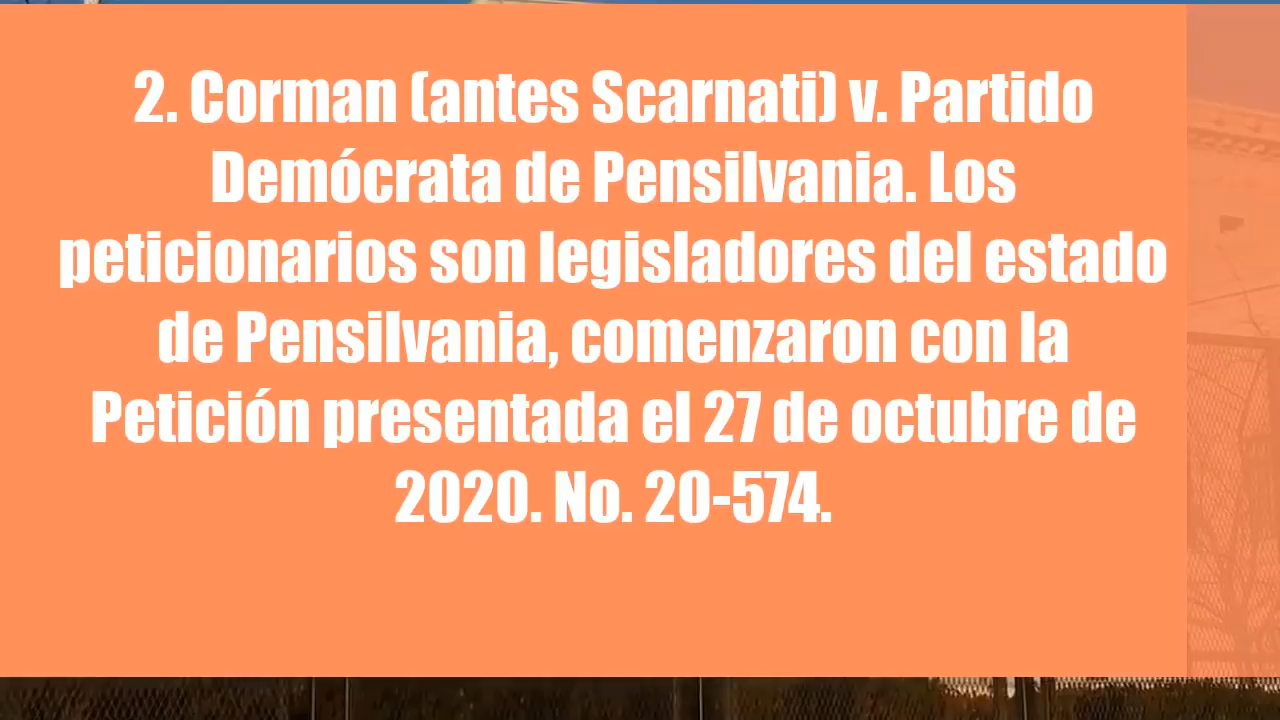 2. Corman (antes Scarnati) v. Partido
Demócrata de Pensilvania. Los
peticionarios son legisladores del estado
de Pensilvania, comenzaron con la
Petición presentada el 27 de octubre de
2020. No. 20-574.